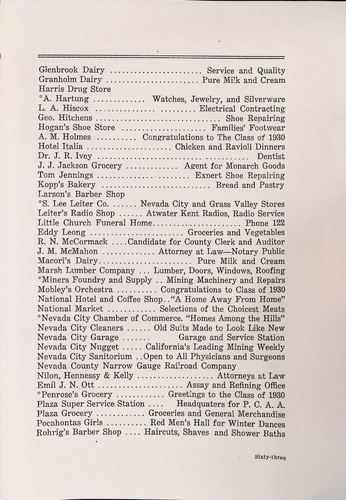 Glenbrook Dairy ........................ Service and Quality
Granholm Dairy ........................ Pure Milk and Cream
Harris Drug Store
*A. Hartung ............. Watches, Jewelry, and Silverware
L. A. Hiscox ....................... Electrical Contracting
Geo. Hitchens ............................ Shoe Repairing
Hogan's Shoe Store ..................... Families' Footwear
A. M. Holmes .......... Congratulations to The Class of 1930
Hotel Italia .................. Chicken and Ravioli Dinners
Dr. J. R. Ivey .................................... Dentist
J. J. Jackson Grocery ............. Agent for Monarch Goods
Tom Jennings ......................... Expert Shoe Repairing
Kopp's Bakery .......................... Bread and Pastry
Larson's Barber Shop
*S. Lee Leiter Co. ...... Nevada City and Grass Valley Stores
Leiter's Radio Shop ...... Atwater Kent Radios, Radio Service
Little Church Funeral Home .................... Phone 122
Eddy Leong ...................... Groceries and Vegetables
R. N. McCormack .... Candidate for County Clerk and Auditor
J. M. McMahon .............. Attorney at Law—Notary Public
Macori's Dairy ........................ Pure Milk and Cream
Marsh Lumber Company ... Lumber, Doors, Windows, Roofing
*Miners Foundry and Supply .. Mining Machinery and Repairs
Mobley's Orchestra .......... Congratulations to Class of 1930
National Hotel and Coffee Shop.. "A Home Away From Home"
National Market ............ Selections of the Choicest Meats
*Nevada City Chamber of Commerce. "Homes Among the Hills"
Nevada City Cleaners ...... Old Suits Made to Look Like New
Nevada City Garage ............. Garage and Service Station
Nevada City Nugget .... California's Leading Mining Weekly
Nevada City Sanitorium .. Open to All Physicians and Surgeons
Nevada County Narrow Gauge Railroad Company
Nilon, Hennessy & Kelly ................. Attorneys at Law
Emil J. N. Ott ..................... Assay and Refining Office
*Penrose's Grocery ............ Greetings to the Class of 1930
Plaza Super Service Station .... Headquaters for P. C. A. A.
Plaza Grocery ............. Groceries and General Merchandise
Pocahontas Girls .......... Red Men's Hall for Winter Dances
Rohrig's Barber Shop .... Haircuts, Shaves and Shower Baths
Sixty-three